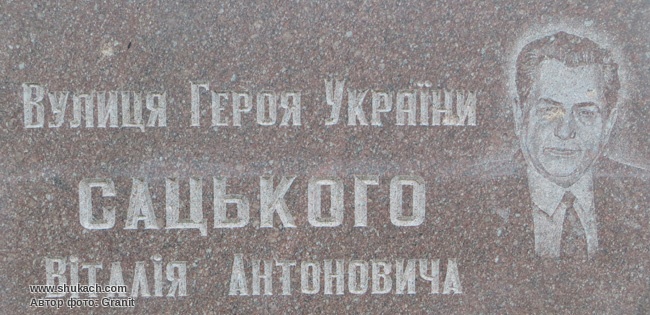 Вулиця Героя України
САЦЬКОГО
Віталія Антоновича
www.shukach.com
Автор фото: Granit